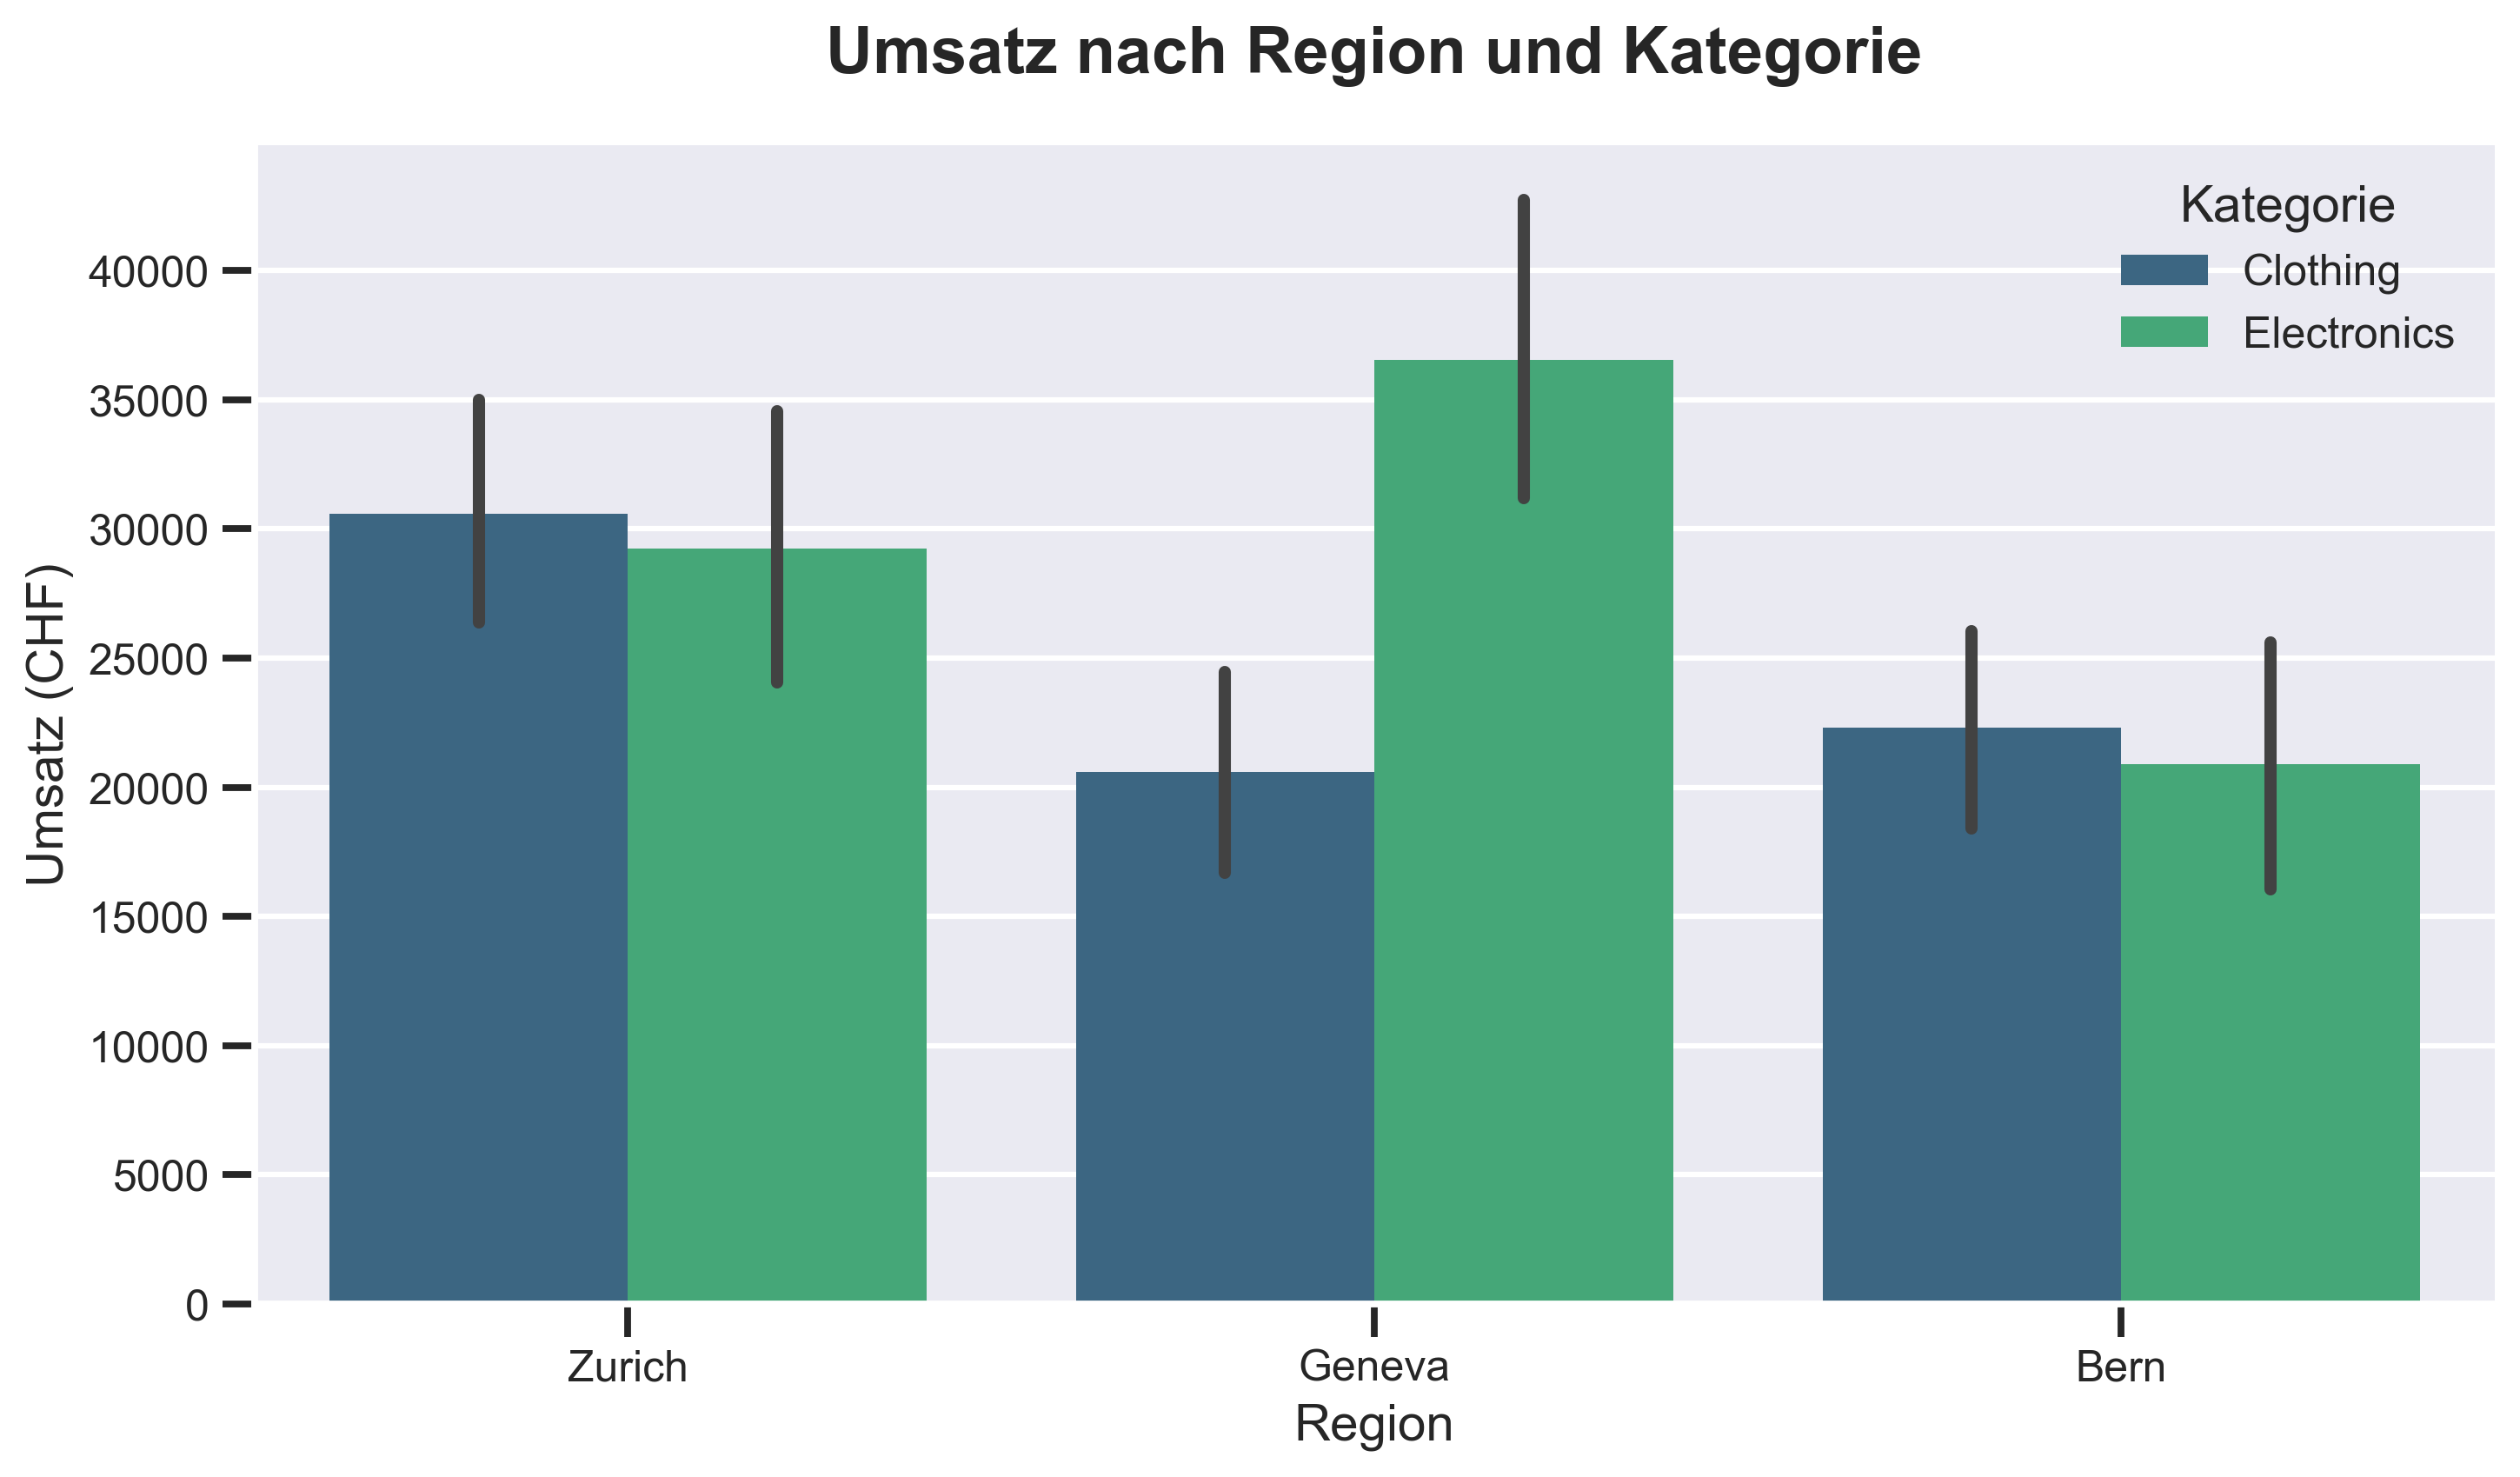 Umsatz nach Region und Kategorie
Umsatz (CHF)
40000
35000
30000
25000
20000
15000
10000
5000
0
Kategorie
Clothing
Electronics
Zurich
Geneva
Bern
Region